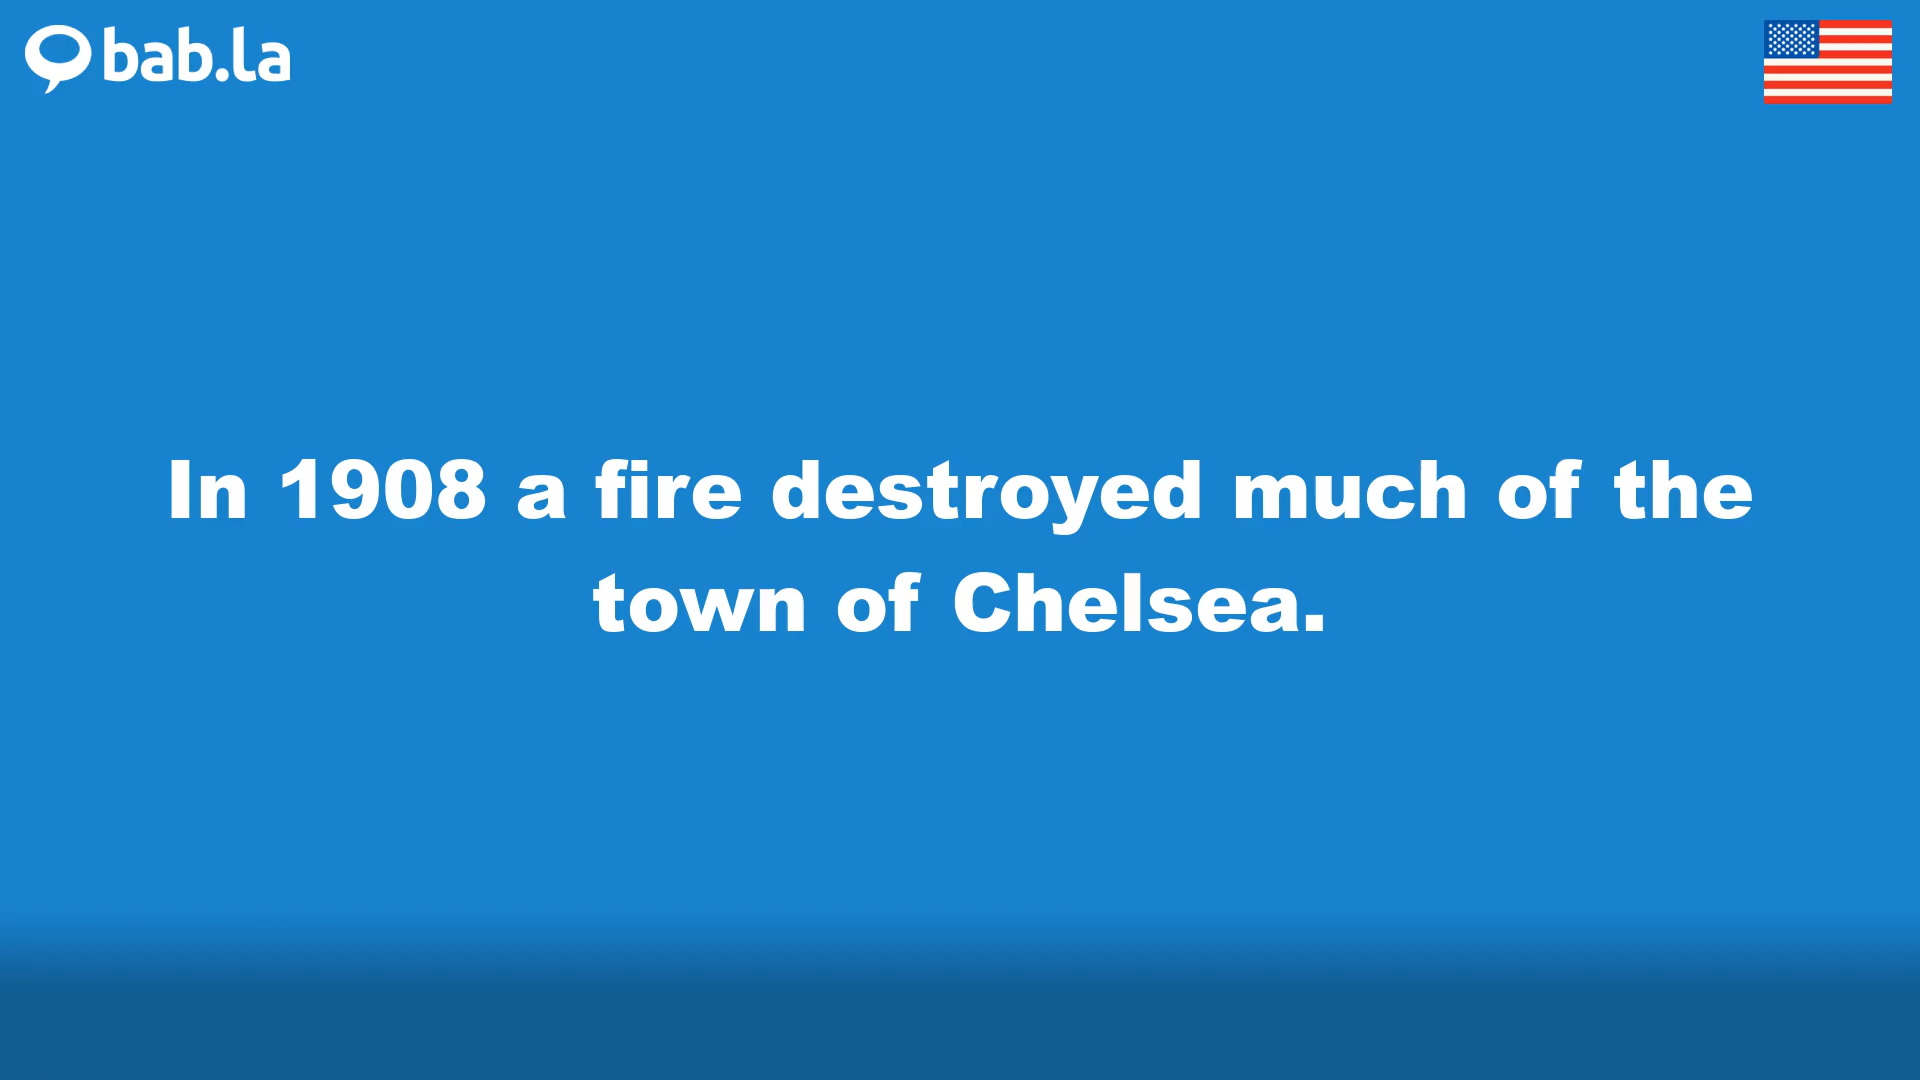 bab.la
In 1908 a fire destroyed much of the
town of Chelsea.